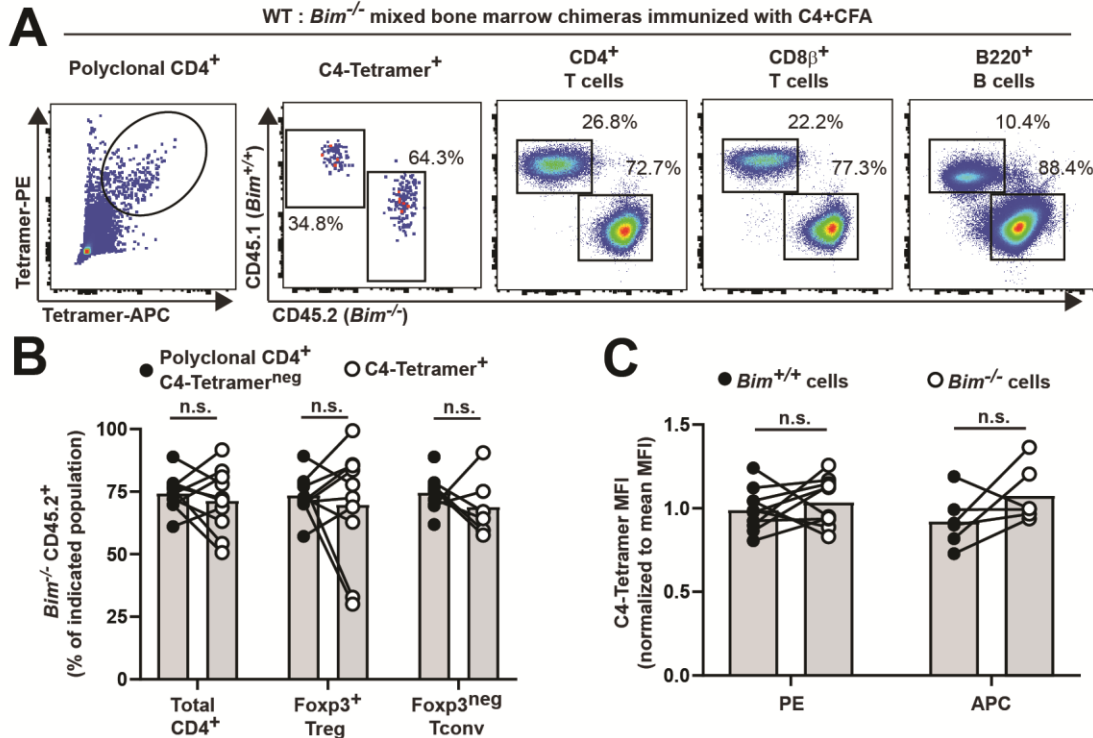 A
WT : Bim-/- mixed bone marrow chimeras immunized with C4+CFA
Polyclonal CD4+
C4-Tetramer+
CD4+
T cells
CD8β+
T cells
B220+
B cells
Tetramer-PE
Tetramer-APC
CD45.1 (Bim+/+)
CD45.2 (Bim-/-)
34.8%
64.3%
26.8%
72.7%
22.2%
77.3%
10.4%
88.4%
B
Polyclonal CD4+
C4-Tetramerneg
C4-Tetramer+
n.s.
n.s.
n.s.
Bim-/- CD45.2+
(% of indicated population)
100
75
50
25
0
Total
CD4+
Foxp3+
Treg
Foxp3neg
Tconv
C
Bim+/+ cells
Bim-/- cells
n.s.
n.s.
C4-Tetramer MFI
(normalized to mean MFI)
1.5
1.0
0.5
0.0
PE
APC